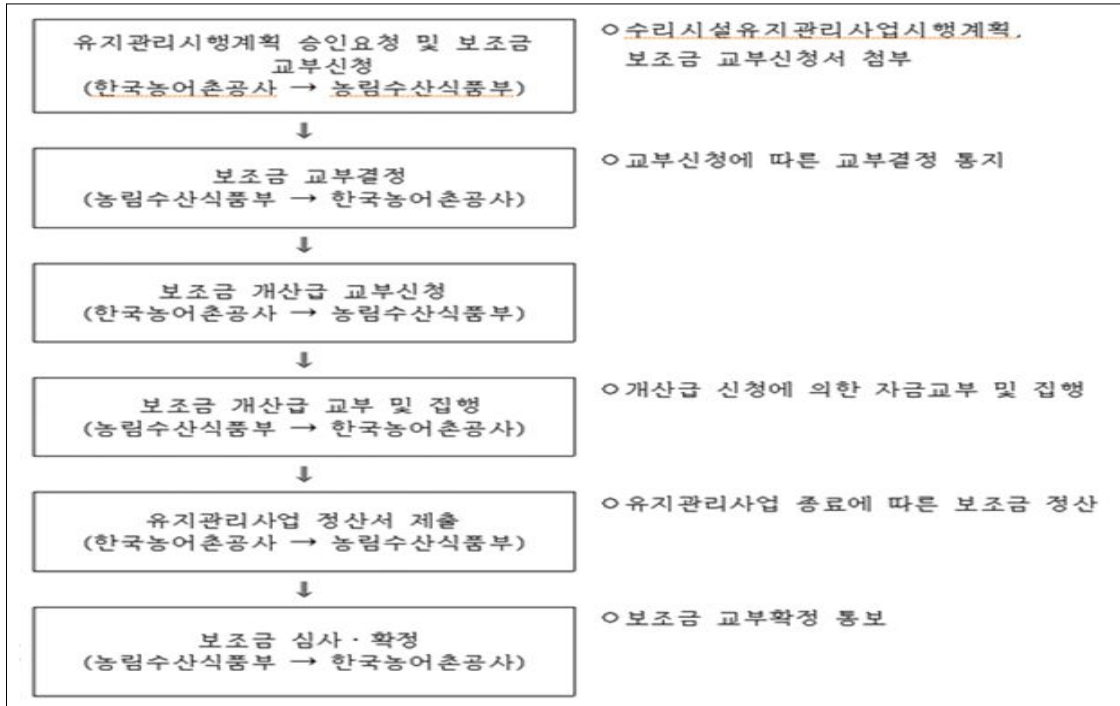 유지관리시행계획 승인요청 및 보조금
교부신청
(한국농어촌공사 → 농림수산식품부)
○수리시설유지관리사업시행계획,
보조금 교부신청서 첨부
⇓
보조금 교부결정
(농림수산식품부 → 한국농어촌공사)
○교부신청에 따른 교부결정 통지
⇓
보조금 개산급 교부신청
(한국농어촌공사 → 농림수산식품부)
⇓
보조금 개산급 교부 및 집행
(농림수산식품부 → 한국농어촌공사)
○개산급 신청에 의한 자금교부 및 집행
⇓
유지관리사업 정산서 제출
(한국농어촌공사 → 농림수산식품부)
○유지관리사업 종료에 따른 보조금 정산
⇓
보조금 심사·확정
(농림수산식품부 → 한국농어촌공사)
○보조금 교부확정 통보